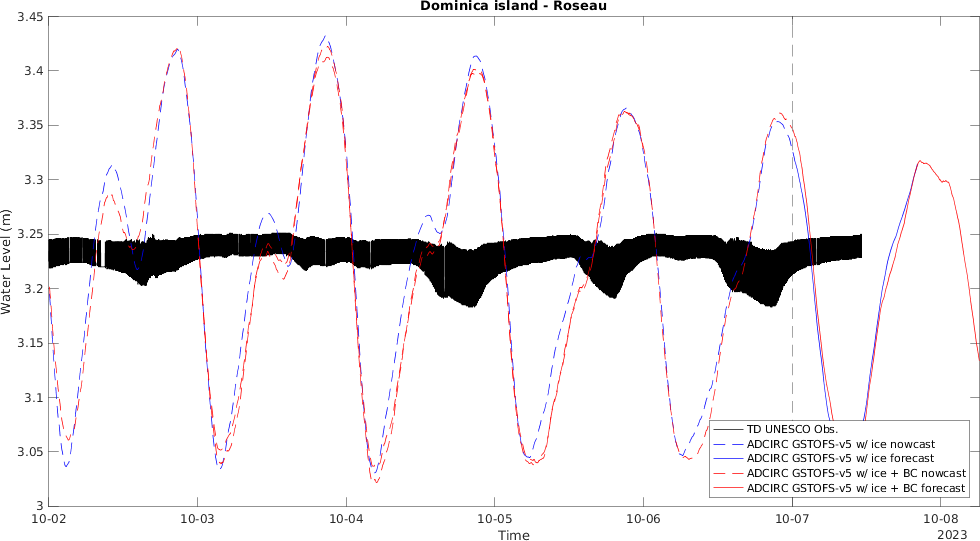 Dominica island - Roseau
3.45
3.4
3.35
3.3
3.25
3.2
3.15
3.1
3.05
3
Water Level (m)
10-02 10-03 10-04 10-05 10-06 10-07 10-08
Time
2023
TD UNESCO Obs.
ADCIRC GSTOFS-v5 w/ ice nowcast
ADCIRC GSTOFS-v5 w/ ice forecast
ADCIRC GSTOFS-v5 w/ ice + BC nowcast
ADCIRC GSTOFS-v5 w/ ice + BC forecast